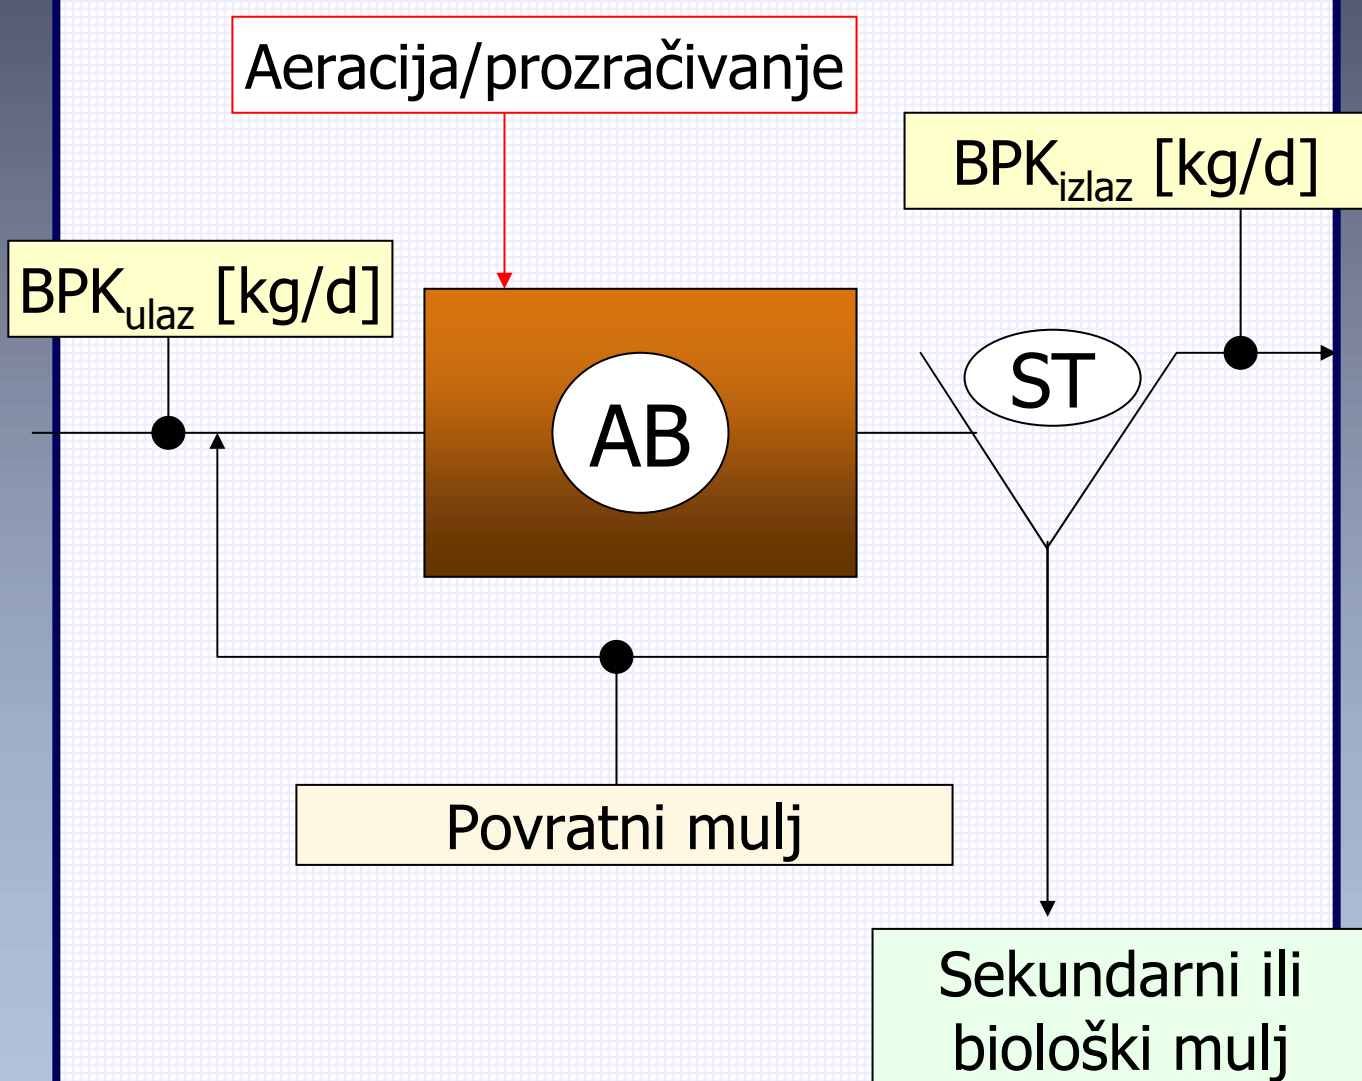 Aeracija/prozračivanje
BPKizlaz [kg/d]
BPKulaz [kg/d]
AB
ST
Povratni mulj
Sekundarni ili
biološki mulj